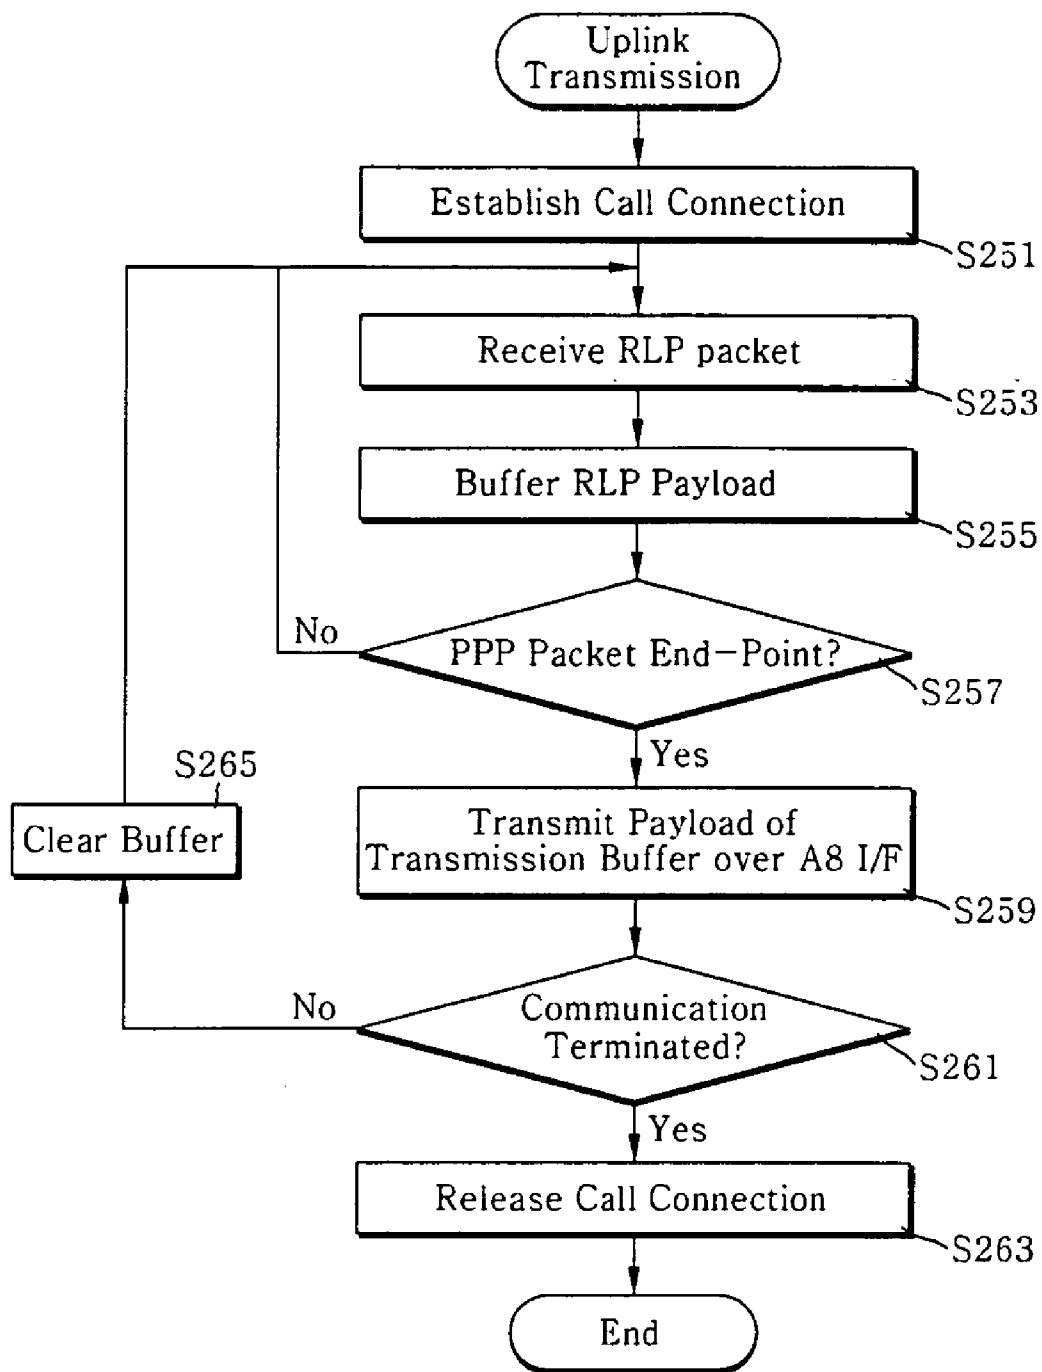 Uplink
Transmission
Establish Call Connection
S251
Receive RLP packet
S253
Buffer RLP Payload
S255
PPP Packet End-Point?
No
S257
Yes
S265
Clear Buffer
Transmit Payload of
Transmission Buffer over A8 I/F
S259
No
Communication
Terminated?
S261
Yes
Release Call Connection
S263
End